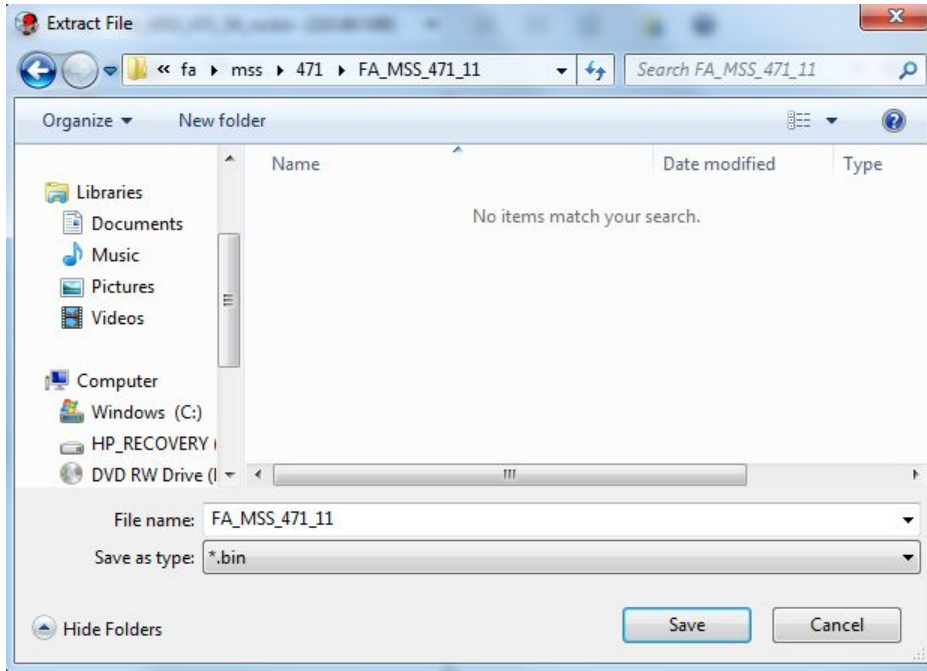 Extract File
« fa ▸ mss ▸ 471 ▸ FA_MSS_471_11
Search FA_MSS_471_11
Organize
New folder
Name
Date modified
Type
No items match your search.
Libraries
Documents
Music
Pictures
Videos
Computer
Windows (C:)
HP_RECOVERY (
DVD RW Drive (
File name: FA_MSS_471_11
Save as type: *.bin
Hide Folders
Save
Cancel